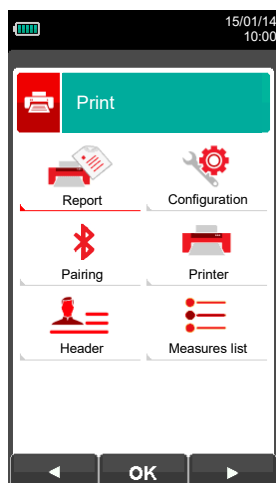 15/01/14
10:00
Print
Report Configuration
Pairing Printer
Header Measures list
OK